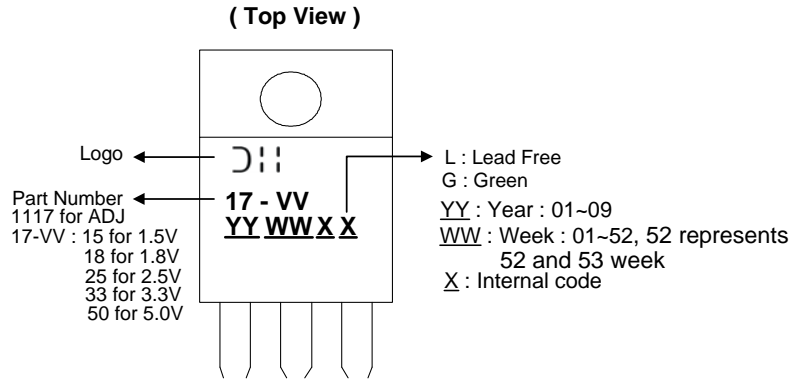 ( Top View )
Logo
Part Number
1117 for ADJ
17-VV : 15 for 1.5V
18 for 1.8V
25 for 2.5V
33 for 3.3V
50 for 5.0V
17 - VV
YY WW X X
L : Lead Free
G : Green
YY : Year : 01~09
WW : Week : 01~52, 52 represents
52 and 53 week
X : Internal code